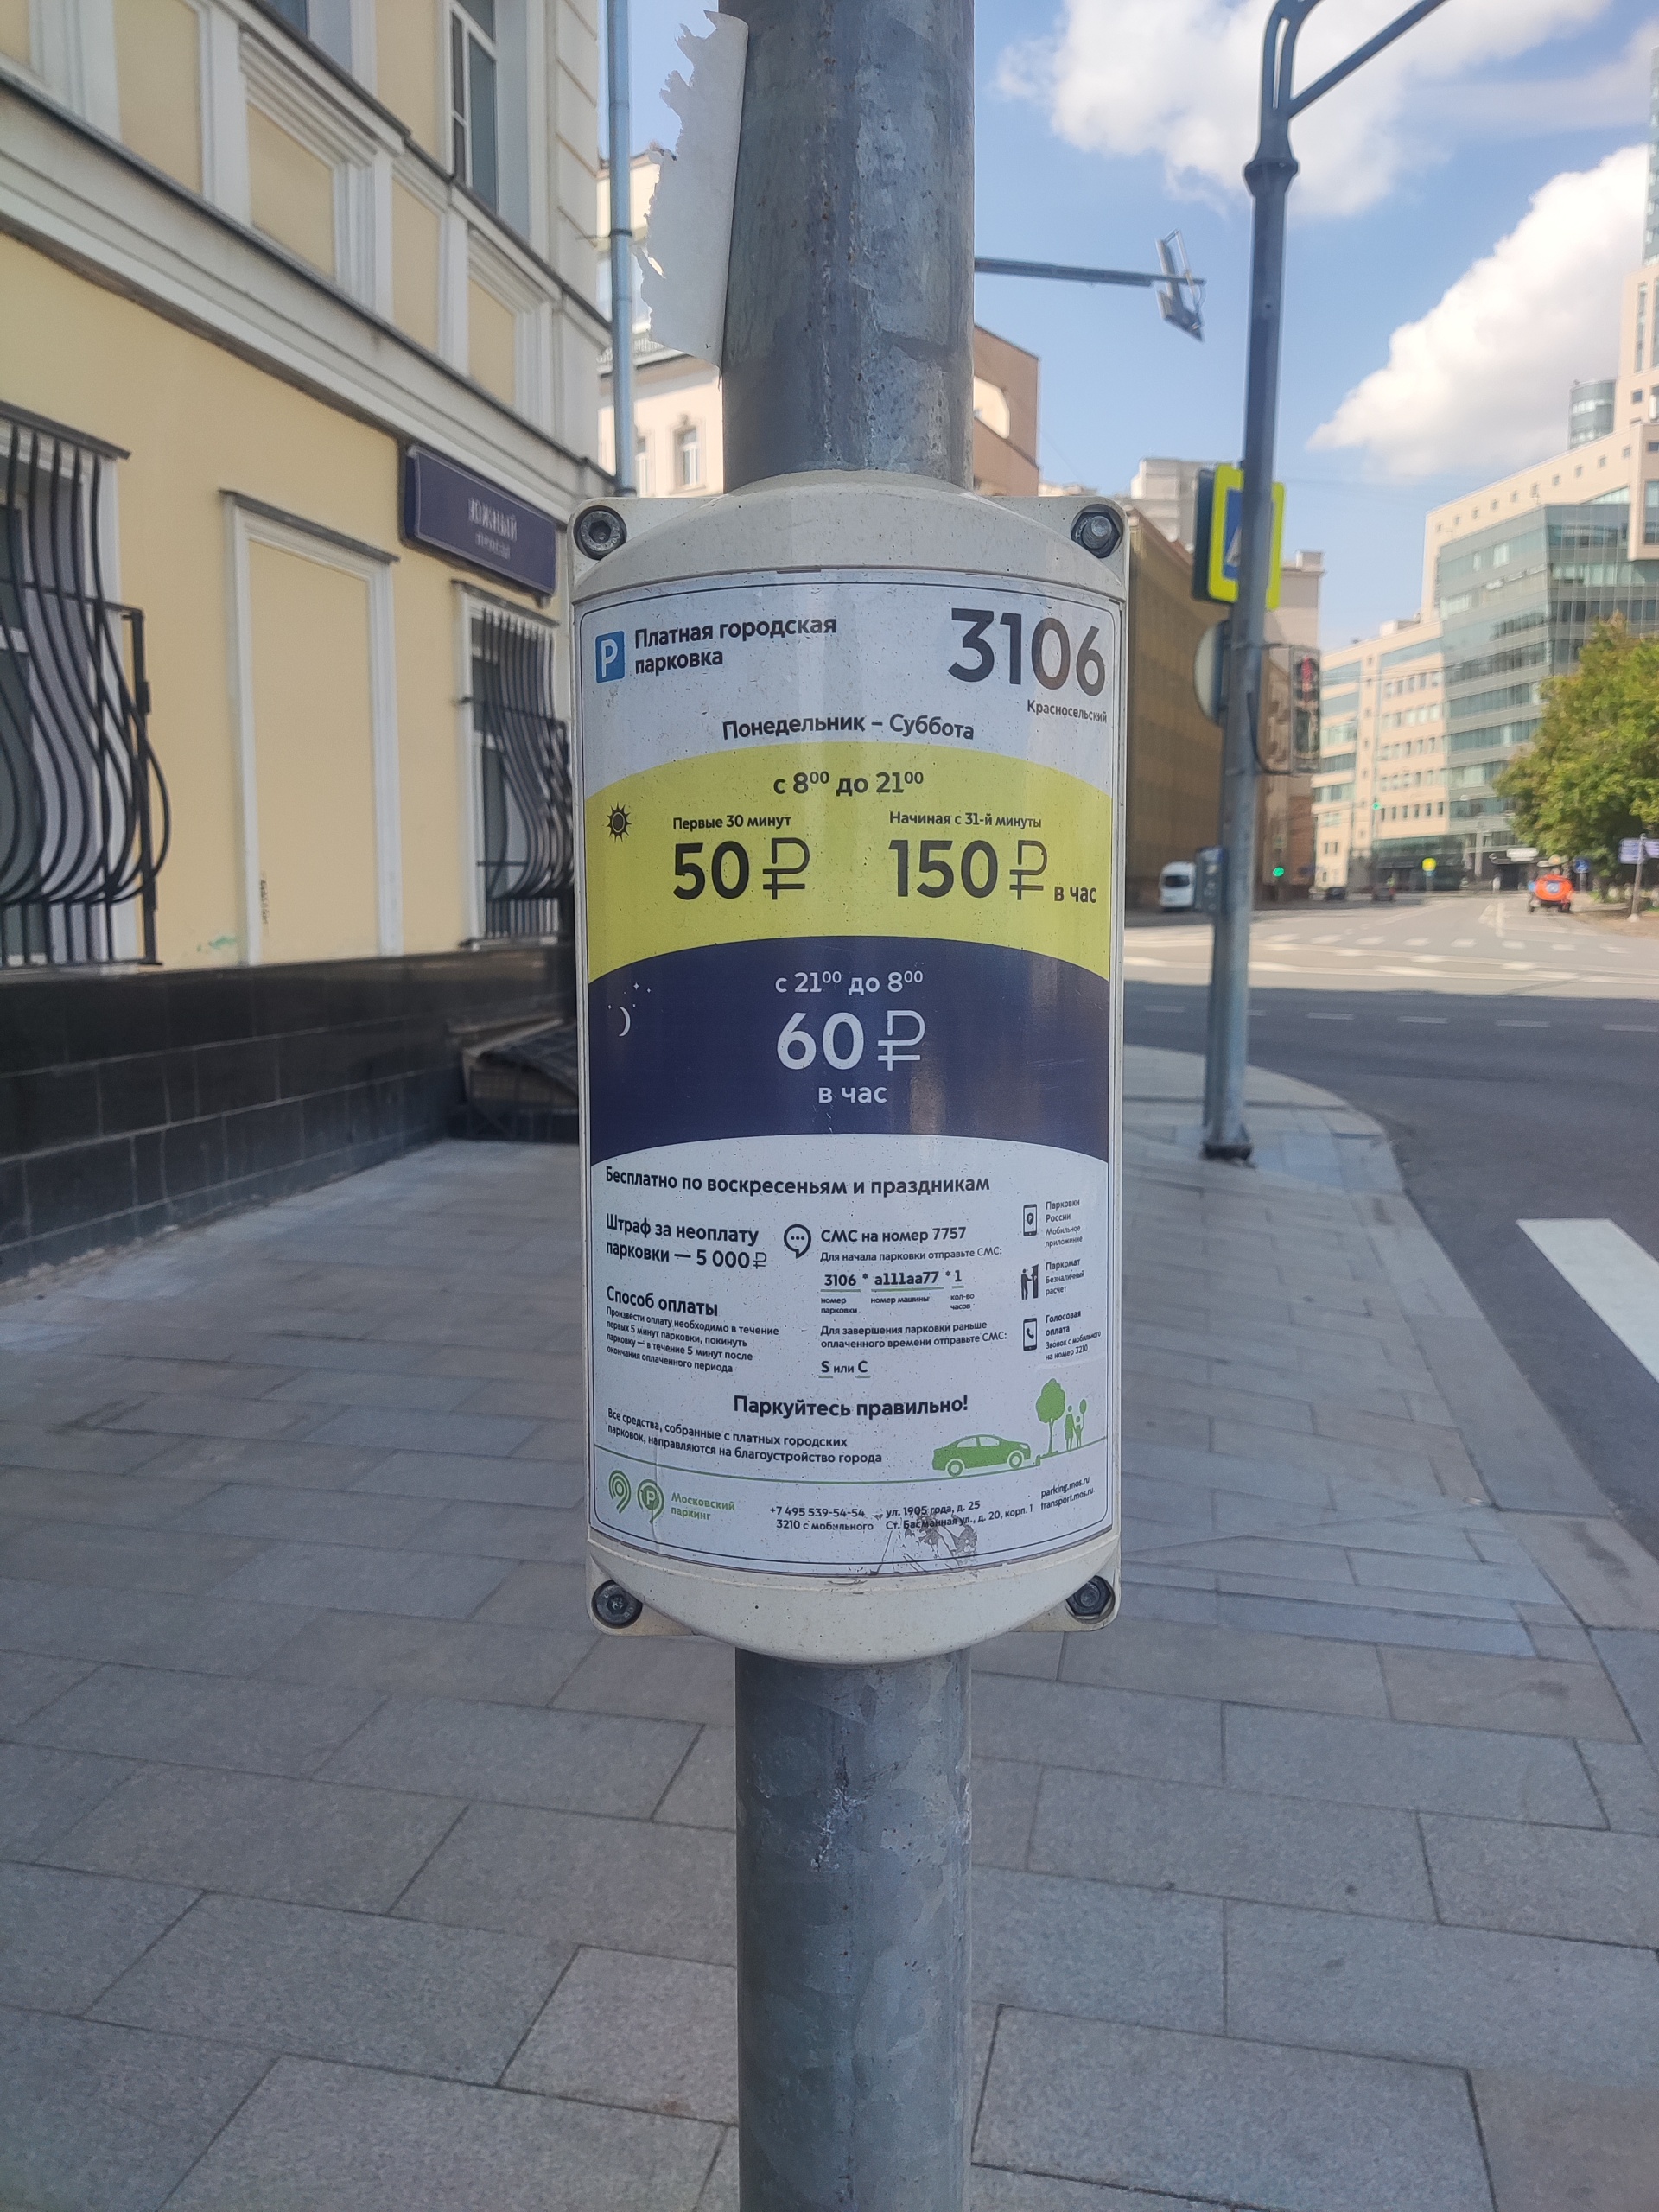 ЮЖНЫЙ
P
Платная городская
парковка
3106
Красносельский
Понедельник – Суббота
с 8⁰⁰ до 21⁰⁰
Первые 30 минут
50 ₽
Начиная с 31-й минуты
150 ₽ в час
с 21⁰⁰ до 8⁰⁰
60 ₽
в час
Бесплатно по воскресеньям и праздникам
Штраф за неоплату
парковки — 5 000 ₽
Способ оплаты
Произвести оплату необходимо в течение
первых 5 минут парковки, покинуть
парковку — в течение 5 минут после
окончания оплаченного периода
СМС на номер 7757
Для начала парковки отправьте СМС:
3106 * а111аа77 * 1
номер
парковки
номер машины
кол-во
часов
Для завершения парковки раньше
оплаченного времени отправьте СМС:
S или C
Парковки
России
Мобильное
приложение
Паркомат
Безналичный
расчет
Голосовая
оплата
Звонок с мобильного
на номер 3210
Паркуйтесь правильно!
Все средства, собранные с платных городских
парковок, направляются на благоустройство города
P
Московский
паркинг
+7 495 539-54-54
3210 с мобильного
ул. 1905 года, д. 25
Ст. Басманная ул., д. 20, корп. 1
parking.mos.ru
transport.mos.ru